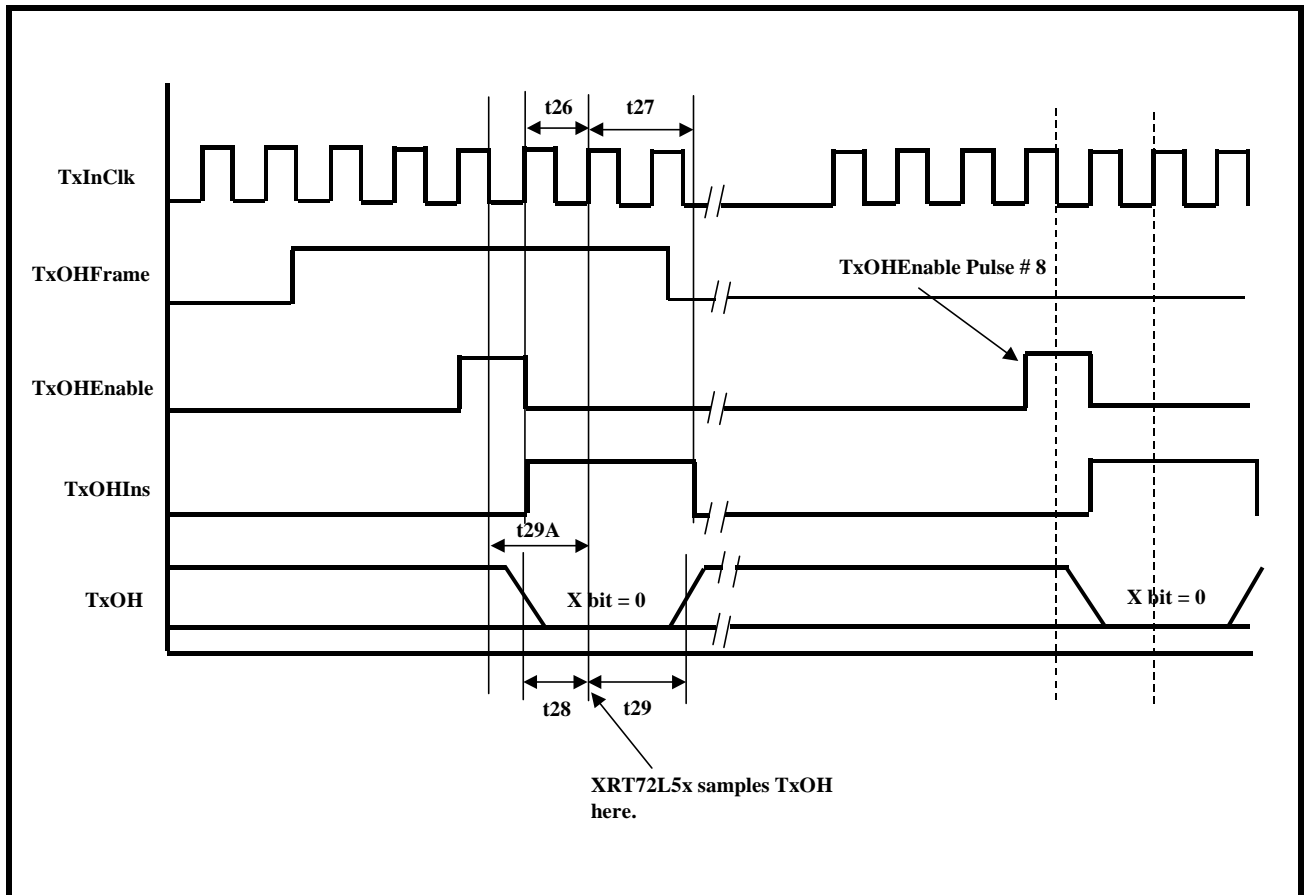 t26
t27
TxInClk
TxOHFrame
TxOHEnable Pulse # 8
TxOHEnable
TxOHIns
t29A
TxOH
X bit = 0
X bit = 0
t28
t29
XRT72L5x samples TxOH
here.